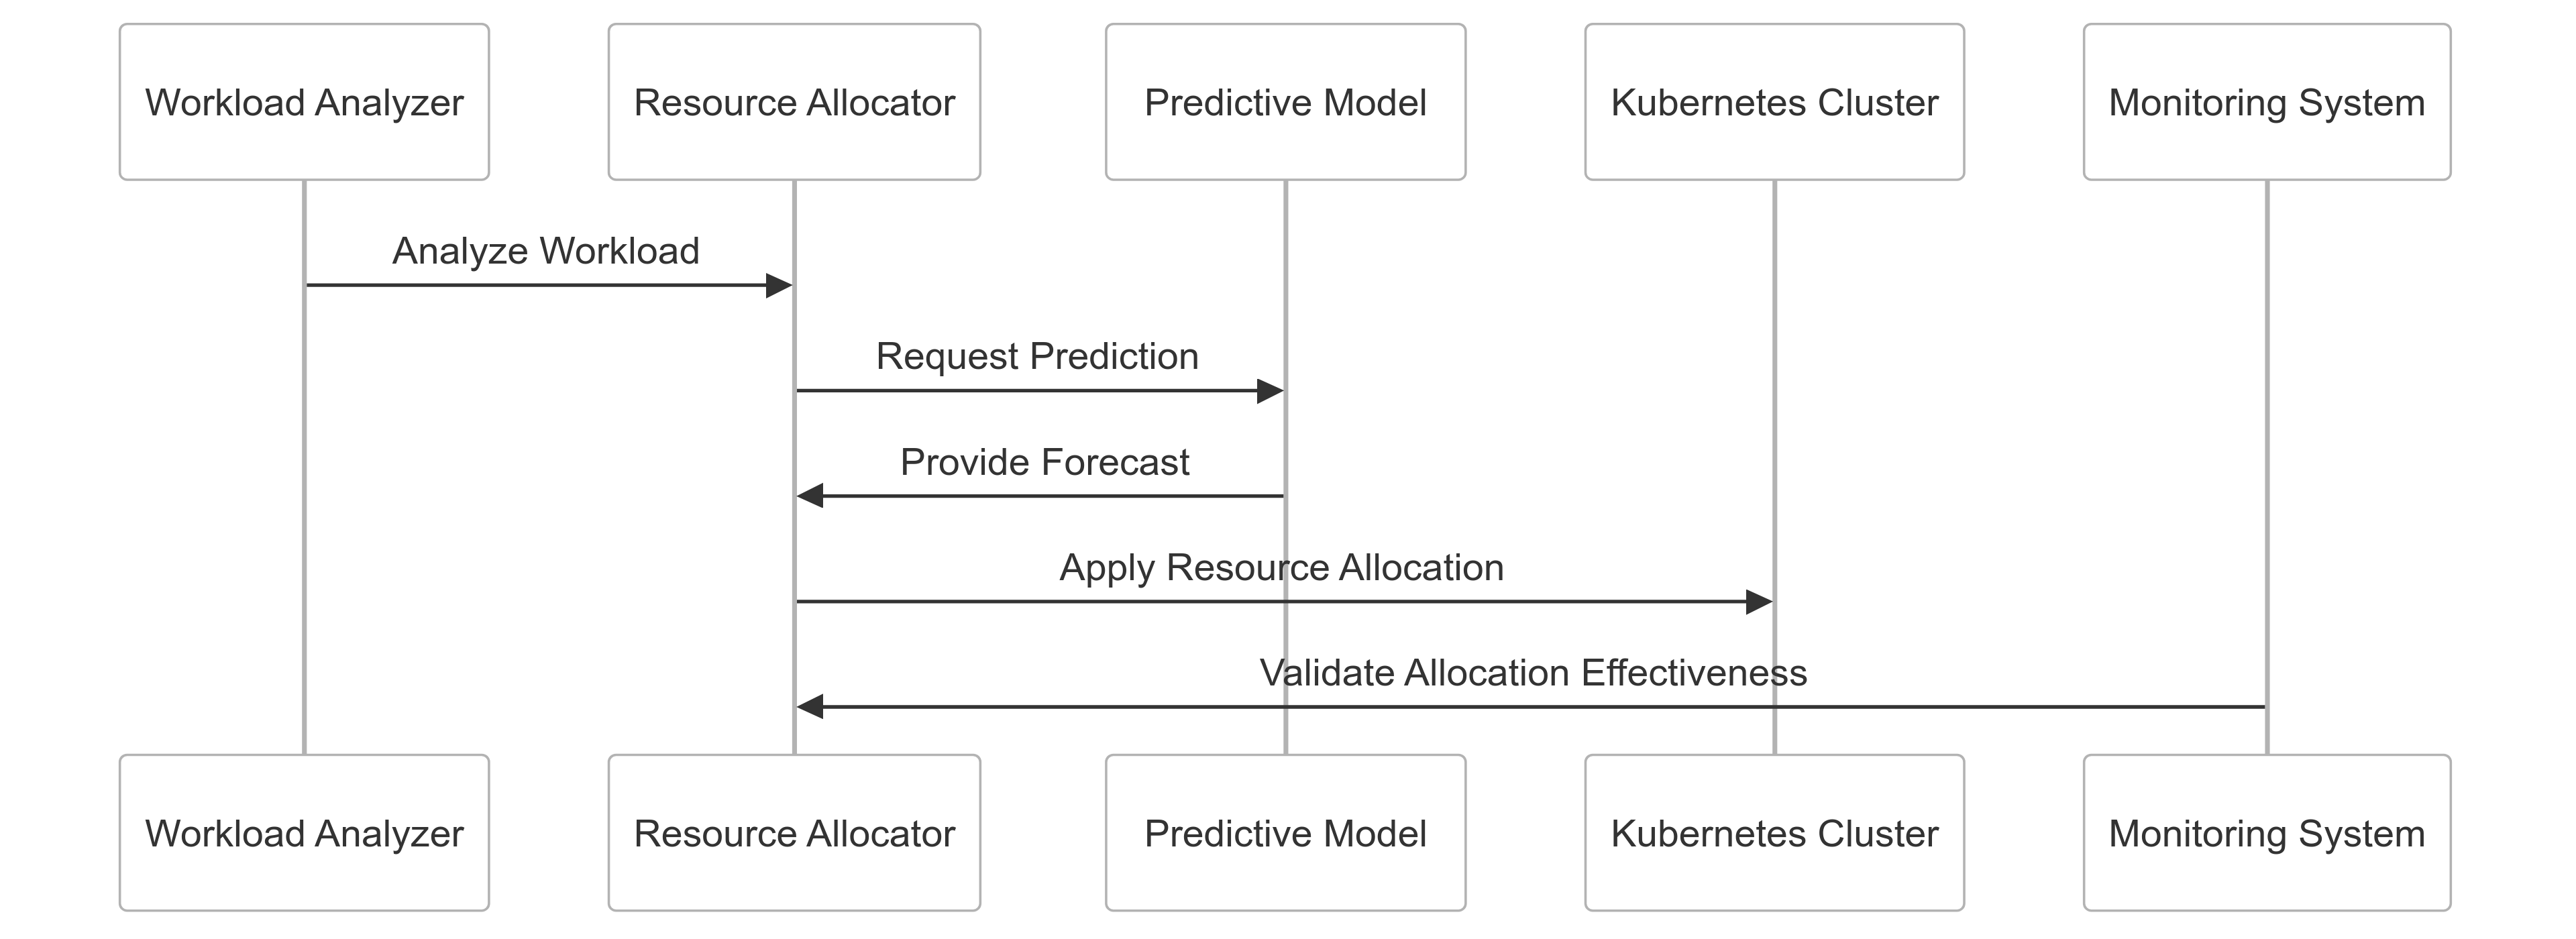 Workload Analyzer
Resource Allocator
Predictive Model
Kubernetes Cluster
Monitoring System
Analyze Workload
Request Prediction
Provide Forecast
Apply Resource Allocation
Validate Allocation Effectiveness
Workload Analyzer
Resource Allocator
Predictive Model
Kubernetes Cluster
Monitoring System